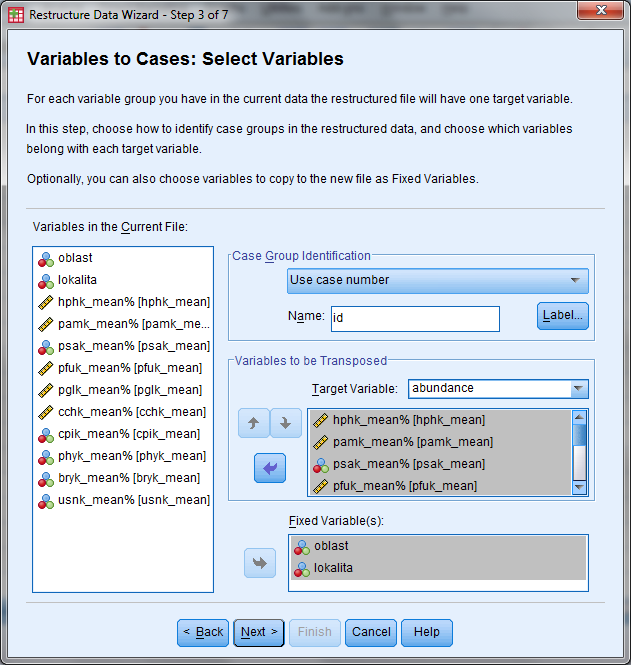 Restructure Data Wizard - Step 3 of 7
Variables to Cases: Select Variables
For each variable group you have in the current data the restructured file will have one target variable.
In this step, choose how to identify case groups in the restructured data, and choose which variables
belong with each target variable.
Optionally, you can also choose variables to copy to the new file as Fixed Variables.
Variables in the Current File:
oblast
lokalita
hphk_mean% [hphk_mean]
pamk_mean% [pamk_me...
psak_mean% [psak_mean]
pfuk_mean% [pfuk_mean]
pglk_mean% [pglk_mean]
cchk_mean% [cchk_mean]
cpik_mean% [cpik_mean]
phyk_mean% [phyk_mean]
bryk_mean% [bryk_mean]
usnk_mean% [usnk_mean]
Case Group Identification
Use case number
Name: id
Label...
Variables to be Transposed
Target Variable: abundance
hphk_mean% [hphk_mean]
pamk_mean% [pamk_mean]
psak_mean% [psak_mean]
pfuk_mean% [pfuk_mean]
Fixed Variable(s):
oblast
lokalita
< Back Next > Finish Cancel Help